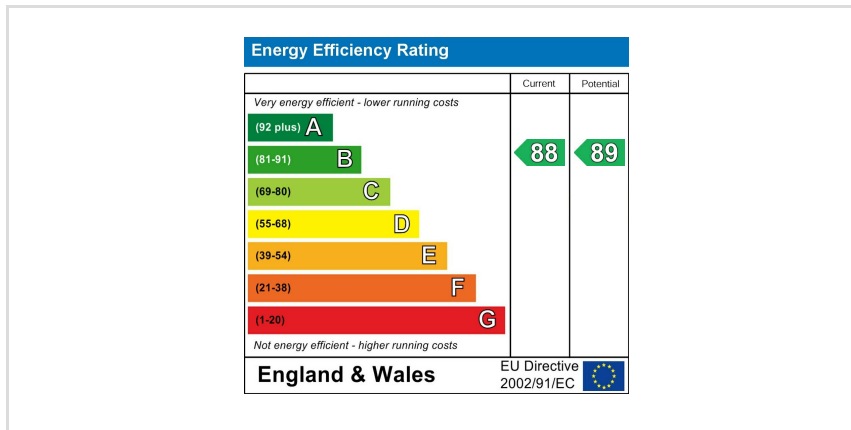 Energy Efficiency Rating
Current Potential
Very energy efficient - lower running costs
(92 plus) A
(81-91) B 88 89
(69-80) C
(55-68) D
(39-54) E
(21-38) F
(1-20) G
Not energy efficient - higher running costs
England & Wales
EU Directive
2002/91/EC